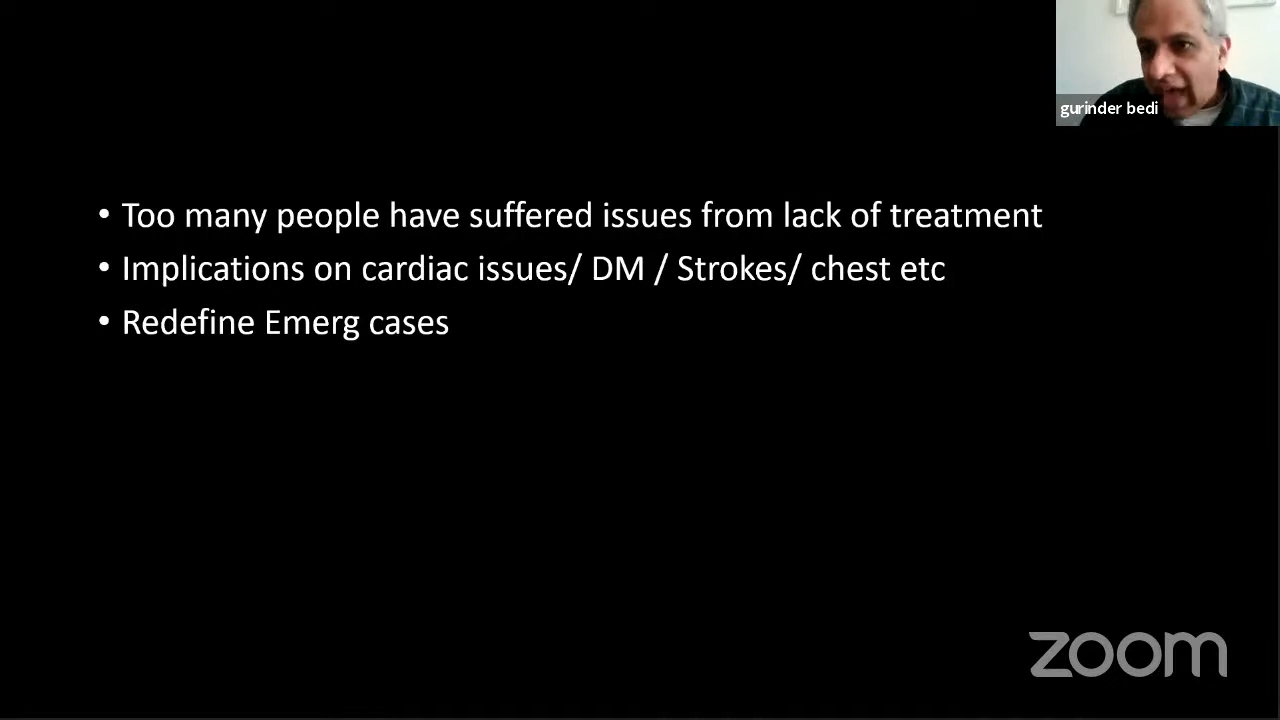 gurinder bedi
• Too many people have suffered issues from lack of treatment
• Implications on cardiac issues/ DM / Strokes/ chest etc
• Redefine Emerg cases
zoom